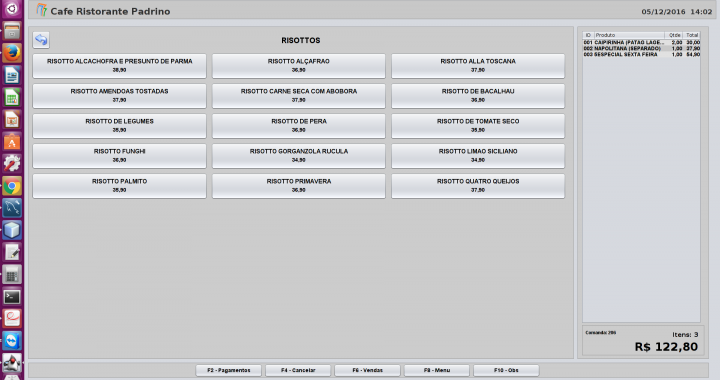 Cafe Ristorante Padrino
05/12/2016 14:02
RISOTTOS
RISOTTO ALCACHOFRA E PRESUNTO DE PARMA
38,90
RISOTTO ALÇAFRAO
36,90
RISOTTO ALLA TOSCANA
37,90
RISOTTO AMENDOAS TOSTADAS
37,90
RISOTTO CARNE SECA COM ABOBORA
37,90
RISOTTO DE BACALHAU
38,90
RISOTTO DE LEGUMES
35,90
RISOTTO DE PERA
36,90
RISOTTO DE TOMATE SECO
35,90
RISOTTO FUNGHI
36,90
RISOTTO GORGANZOLA RUCULA
34,90
RISOTTO LIMAO SICILIANO
34,90
RISOTTO PALMITO
35,90
RISOTTO PRIMAVERA
36,90
RISOTTO QUATRO QUEIJOS
37,90
ID Produto Qtde Total
001 CAIPIRINHA (PATAO LAGE... 2,00 30,00
002 NAPOLITANA (SEPARADO) 1,00 37,90
003 SESPECIAL SEXTA FEIRA 1,00 54,90
Comanda: 206
Itens: 3
R$ 122,80
F2 - Pagamentos
F4 - Cancelar
F6 - Vendas
F8 - Menu
F10 - Obs